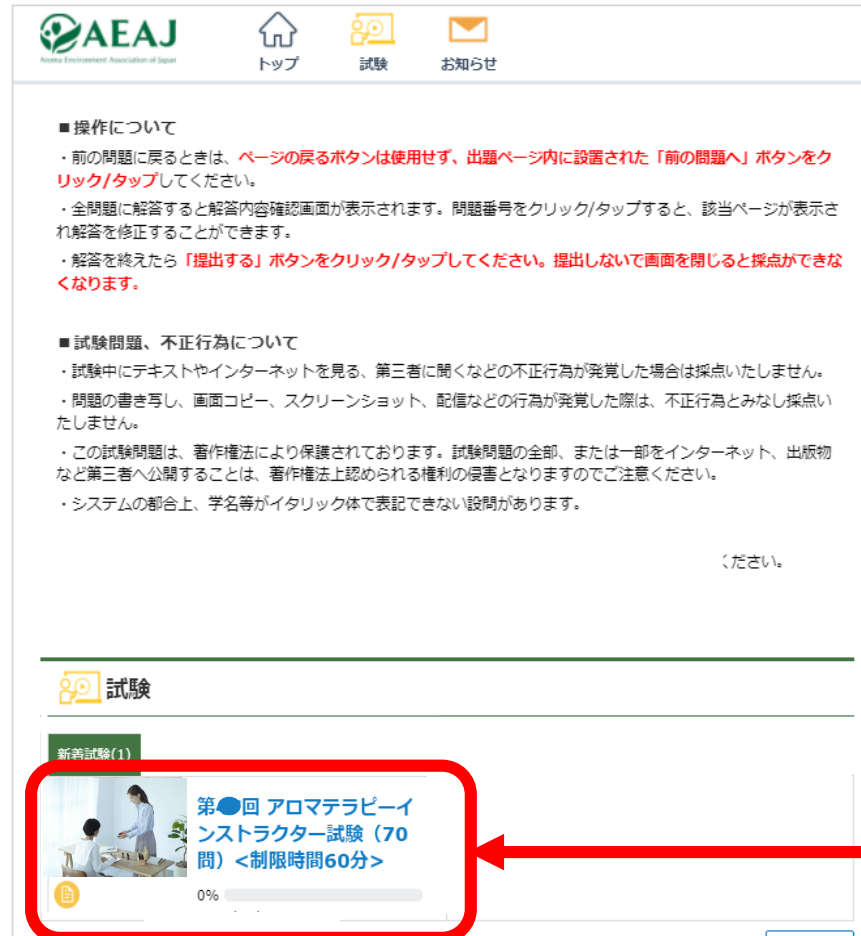 AEAJ
Aroma Environment Association of Japan
トップ
試験
お知らせ
■操作について
・前の問題に戻るときは、ページの戻るボタンは使用せず、出題ページ内に設置された「前の問題へ」ボタンをク
リック/タップしてください。
・全問題に解答すると解答内容確認画面が表示されます。問題番号をクリック/タップすると、該当ページが表示さ
れ解答を修正することができます。
・解答を終えたら「提出する」ボタンをクリック/タップしてください。提出しないで画面を閉じると採点ができな
くなります。
■試験問題、不正行為について
・試験中にテキストやインターネットを見る、第三者に聞くなどの不正行為が発覚した場合は採点いたしません。
・問題の書き写し、画面コピー、スクリーンショット、配信などの行為が発覚した際は、不正行為とみなし採点い
たしません。
・この試験問題は、著作権法により保護されております。試験問題の全部、または一部をインターネット、出版物
など第三者へ公開することは、著作権法上認められる権利の侵害となりますのでご注意ください。
・システムの都合上、学名等がイタリック体で表記できない設問があります。
ください。
試験
新着試験(1)
第●回 アロマテラピーイ
ンストラクター試験（70
問）<制限時間60分>
0%